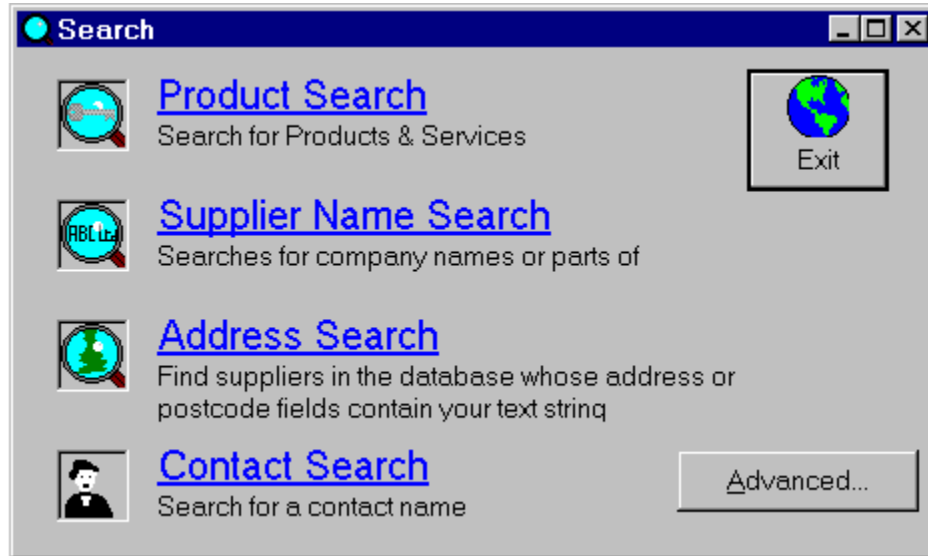 Search
Product Search
Search for Products & Services
Exit
ABC Ltd
Supplier Name Search
Searches for company names or parts of
Address Search
Find suppliers in the database whose address or
postcode fields contain your text string
Contact Search
Search for a contact name
Advanced...